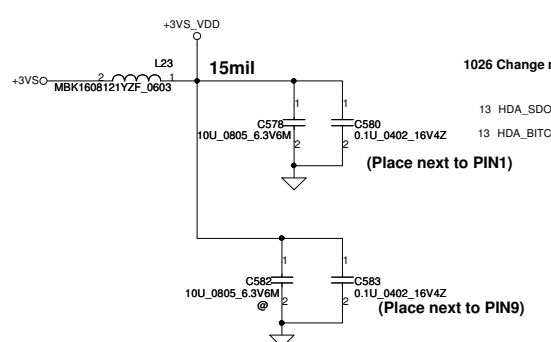 +3VS_VDD
L23
15mil
1026 Change
+3VS
2
1
MBK1608121YZF_0603
1
1
13 HDA_SDO
C578
C580
13 HDA_BITC
10U_0805_6.3V6M
0.1U_0402_16V4Z
2
2
(Place next to PIN1)
1
1
C582
C583
10U_0805_6.3V6M
2
2
0.1U_0402_16V4Z
@
(Place next to PIN9)